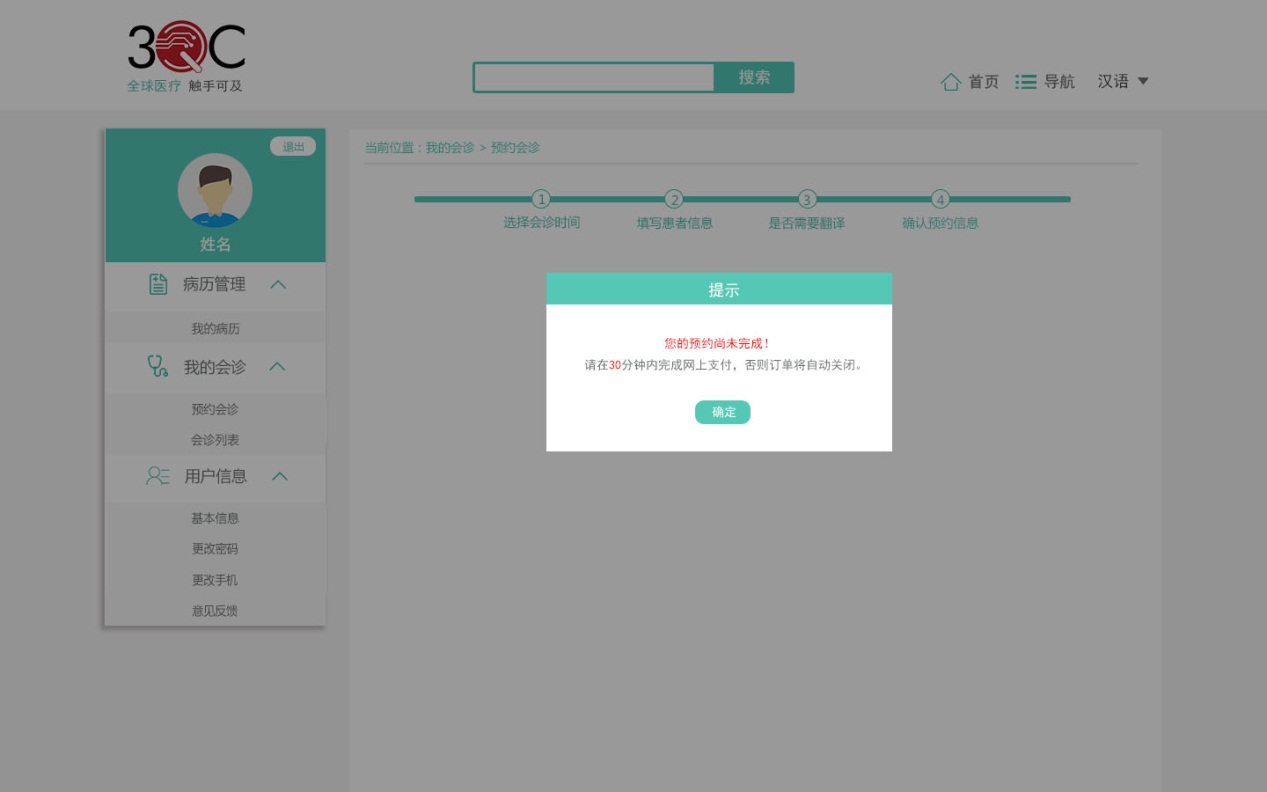 3QC
全球医疗 触手可及
搜索
首页 导航 汉语
退出
姓名
病历管理
我的病历
我的会诊
预约会诊
会诊列表
用户信息
基本信息
更改密码
更改手机
意见反馈
当前位置：我的会诊 > 预约会诊
1 2 3 4
选择会诊时间 填写患者信息 是否需要翻译 确认预约信息
提示
您的预约尚未完成！
请在30分钟内完成网上支付，否则订单将自动关闭。
确定